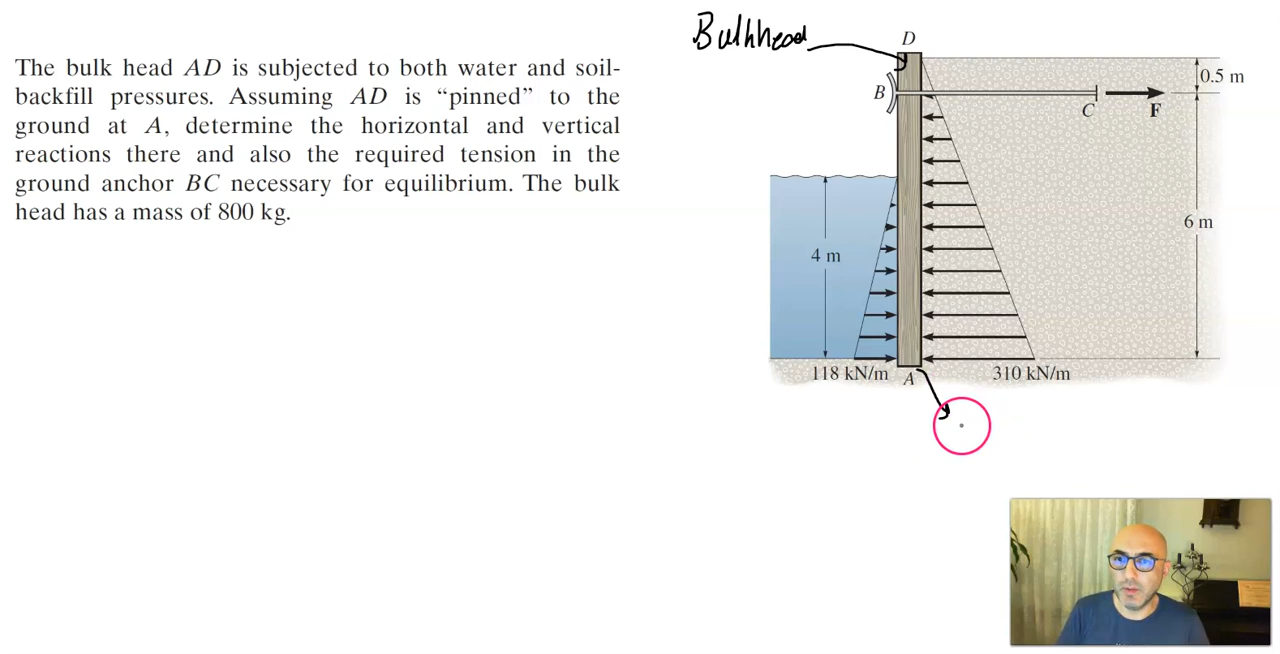 The bulk head AD is subjected to both water and soil-
backfill pressures. Assuming AD is “pinned” to the
ground at A, determine the horizontal and vertical
reactions there and also the required tension in the
ground anchor BC necessary for equilibrium. The bulk
head has a mass of 800 kg.
Bulkhead
D
0.5 m
B
C
F
6 m
4 m
118 kN/m
A
310 kN/m